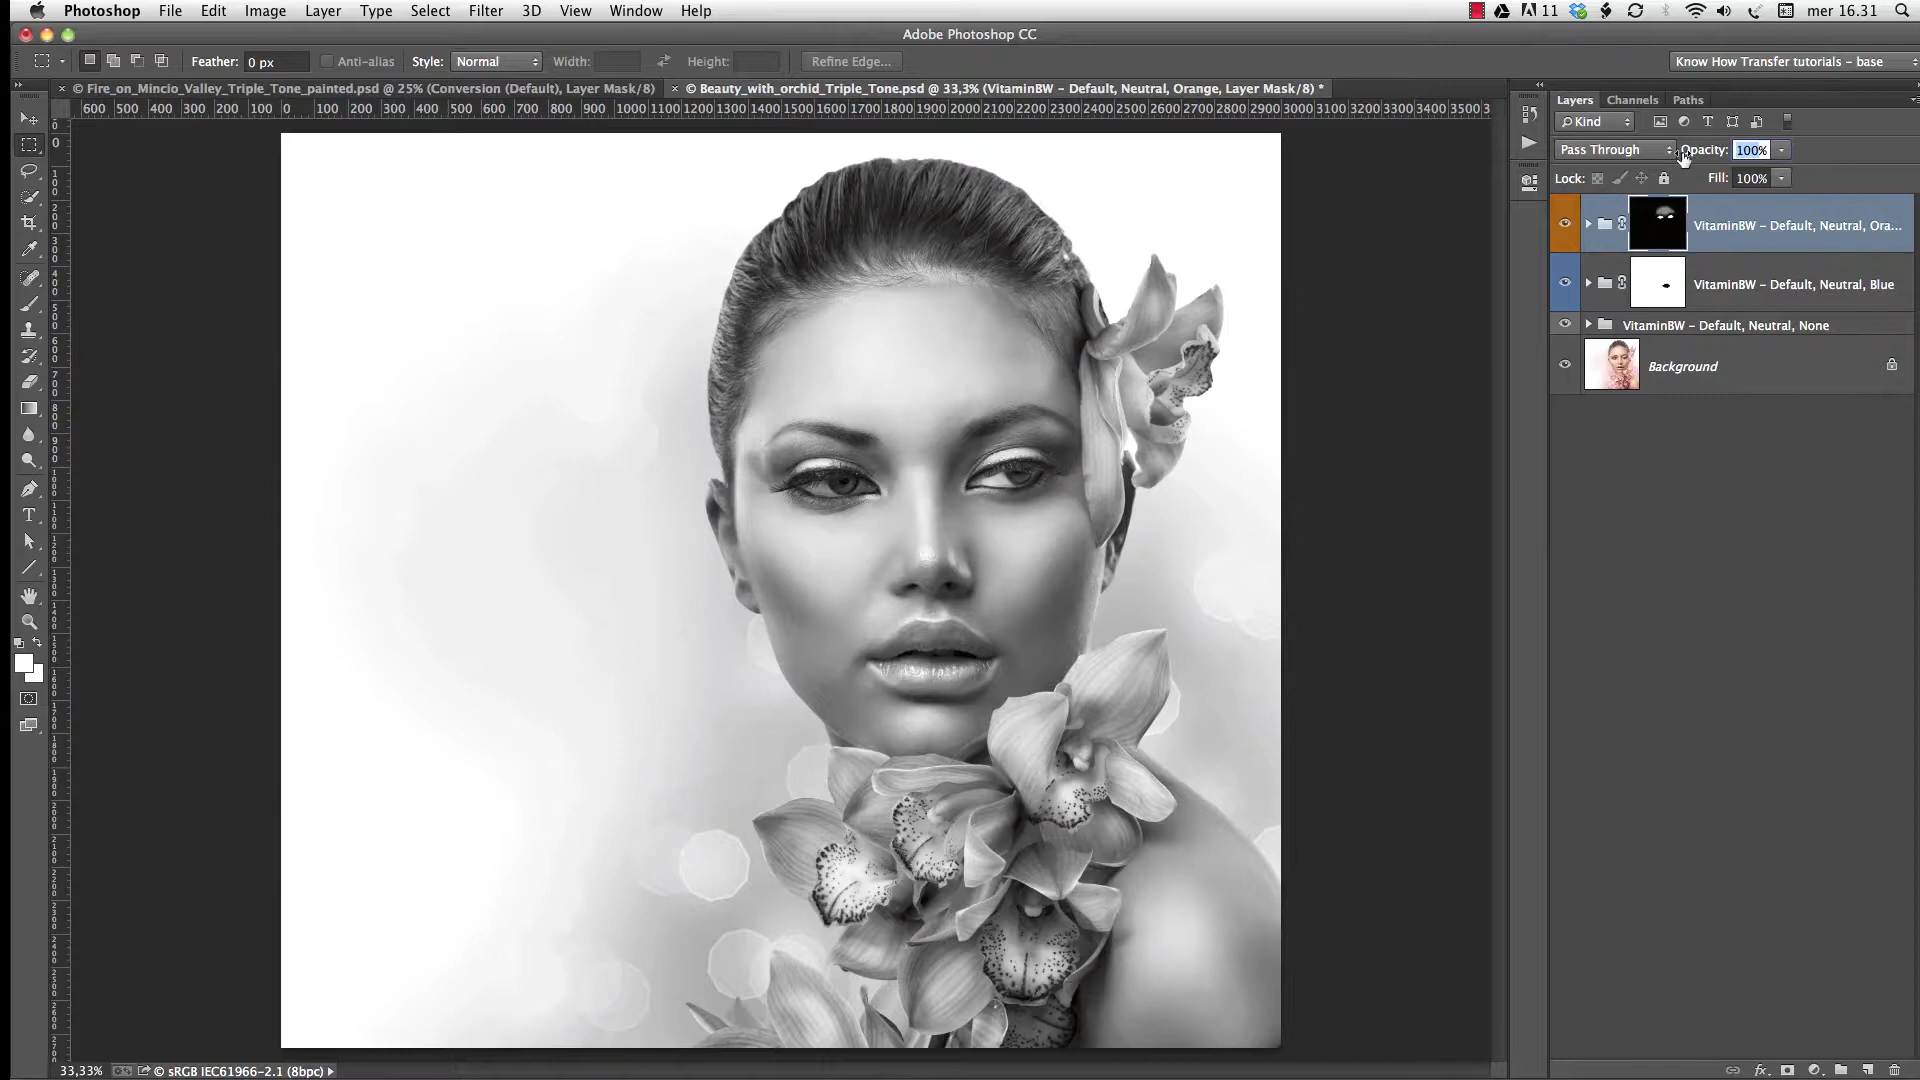 Photoshop File Edit Image Layer Type Select Filter 3D View Window Help 11 mer 16.31
Adobe Photoshop CC
Feather: 0 px Anti-alias Style: Normal Width: Height: Refine Edge... Know How Transfer tutorials - base
× © Fire_on_Mincio_Valley_Triple_Tone_painted.psd @ 25% (Conversion (Default), Layer Mask/8) × © Beauty_with_orchid_Triple_Tone.psd @ 33,3% (VitaminBW - Default, Neutral, Orange, Layer Mask/8) *
600 500 400 300 200 100 0 100 200 300 400 500 600 700 800 900 1000 1100 1200 1300 1400 1500 1600 1700 1800 1900 2000 2100 2200 2300 2400 2500 2600 2700 2800 2900 3000 3100 3200 3300 3400 3500
Layers Channels Paths
Kind
Pass Through Opacity: 100%
Lock: Fill: 100%
VitaminBW - Default, Neutral, Ora...
VitaminBW - Default, Neutral, Blue
VitaminBW - Default, Neutral, None
Background
33,33% © sRGB IEC61966-2.1 (8bpc)